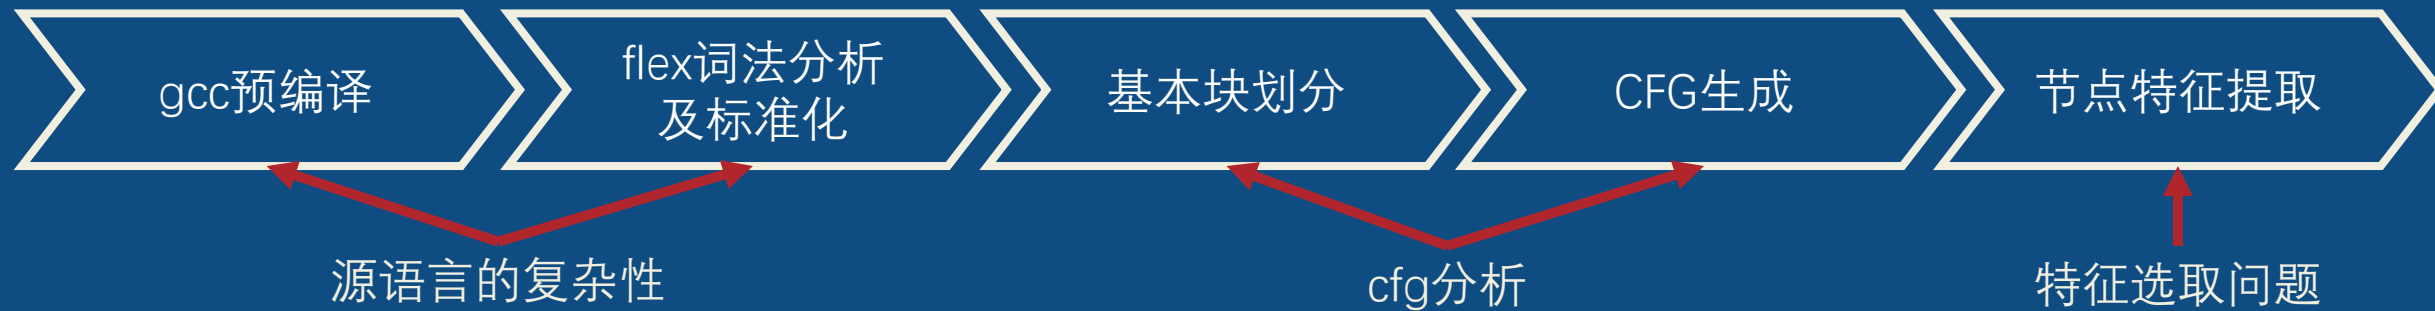 gcc预编译
flex词法分析
及标准化
基本块划分
CFG生成
节点特征提取
源语言的复杂性
cfg分析
特征选取问题